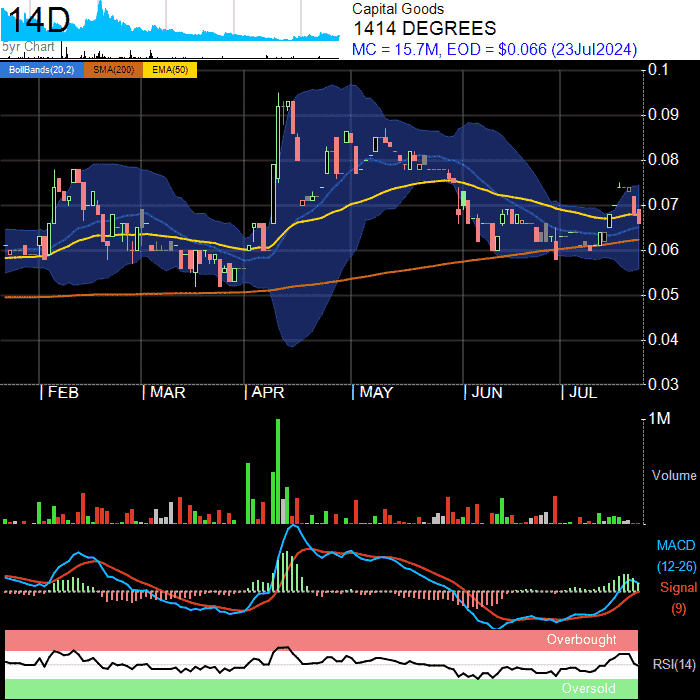 14D
5yr Chart
Capital Goods
1414 DEGREES
MC = 15.7M, EOD = $0.066 (23Jul2024)
BollBands(20,2) SMA(200) EMA(50)
0.1
0.09
0.08
0.07
0.06
0.05
0.04
0.03
FEB MAR APR MAY JUN JUL
1M
Volume
MACD
(12-26)
Signal
(9)
Overbought
RSI(14)
Oversold